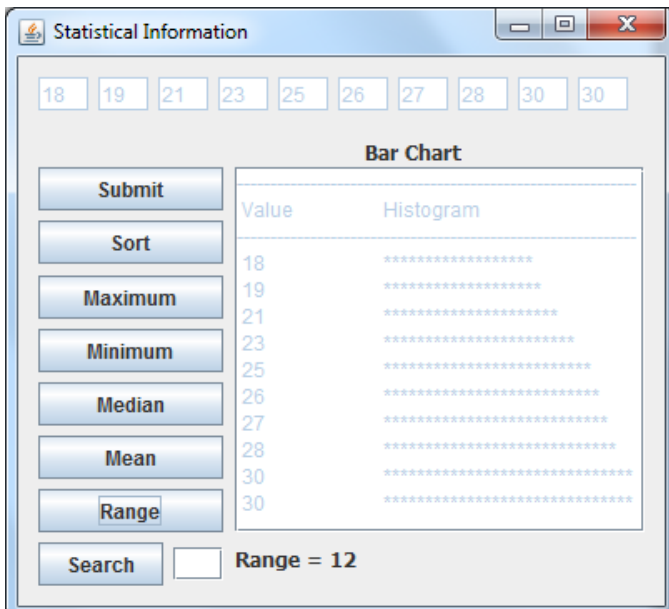 Statistical Information
18 19 21 23 25 26 27 28 30 30
Bar Chart
Submit
Sort
Maximum
Minimum
Median
Mean
Range
Search
Value Histogram
18 ******************
19 *******************
21 *********************
23 ***********************
25 *************************
26 **************************
27 ***************************
28 ****************************
30 ******************************
30 ******************************
Range = 12